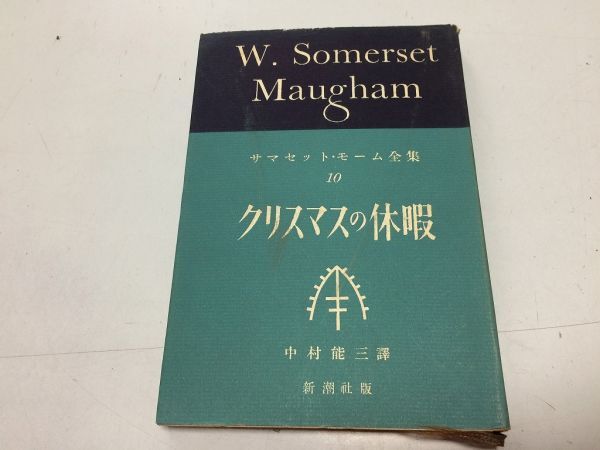 W. Somerset
Maugham
サマセット・モーム全集
10
クリスマスの休暇
中村能三譯
新潮社版